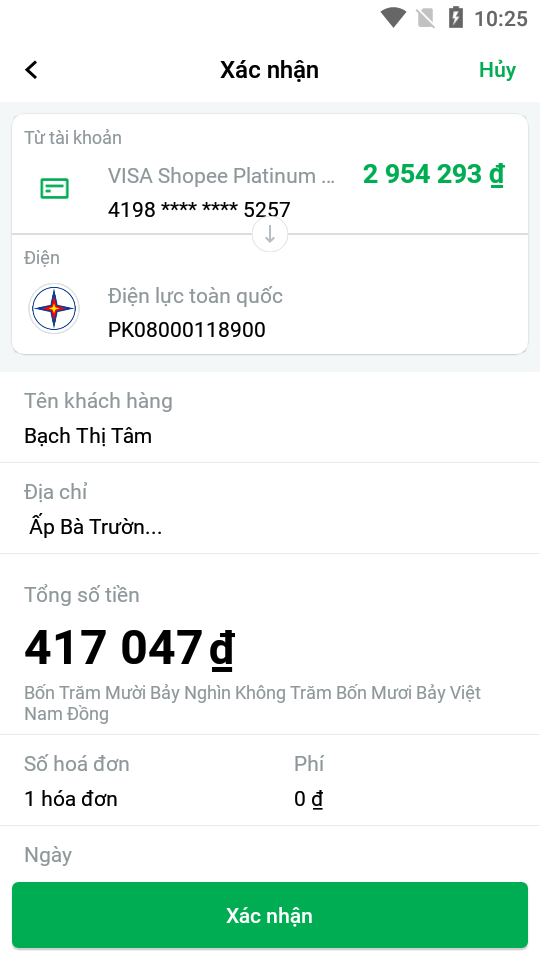 10:25
Xác nhận
Hủy
Từ tài khoản
VISA Shopee Platinum ...
2 954 293 ₫
4198 **** **** 5257
Điện
Điện lực toàn quốc
PK08000118900
Tên khách hàng
Bạch Thị Tâm
Địa chỉ
Ấp Bà Trườn...
Tổng số tiền
417 047 ₫
Bốn Trăm Mười Bảy Nghìn Không Trăm Bốn Mươi Bảy Việt
Nam Đồng
Số hoá đơn
Phí
1 hóa đơn
0 ₫
Ngày
Xác nhận